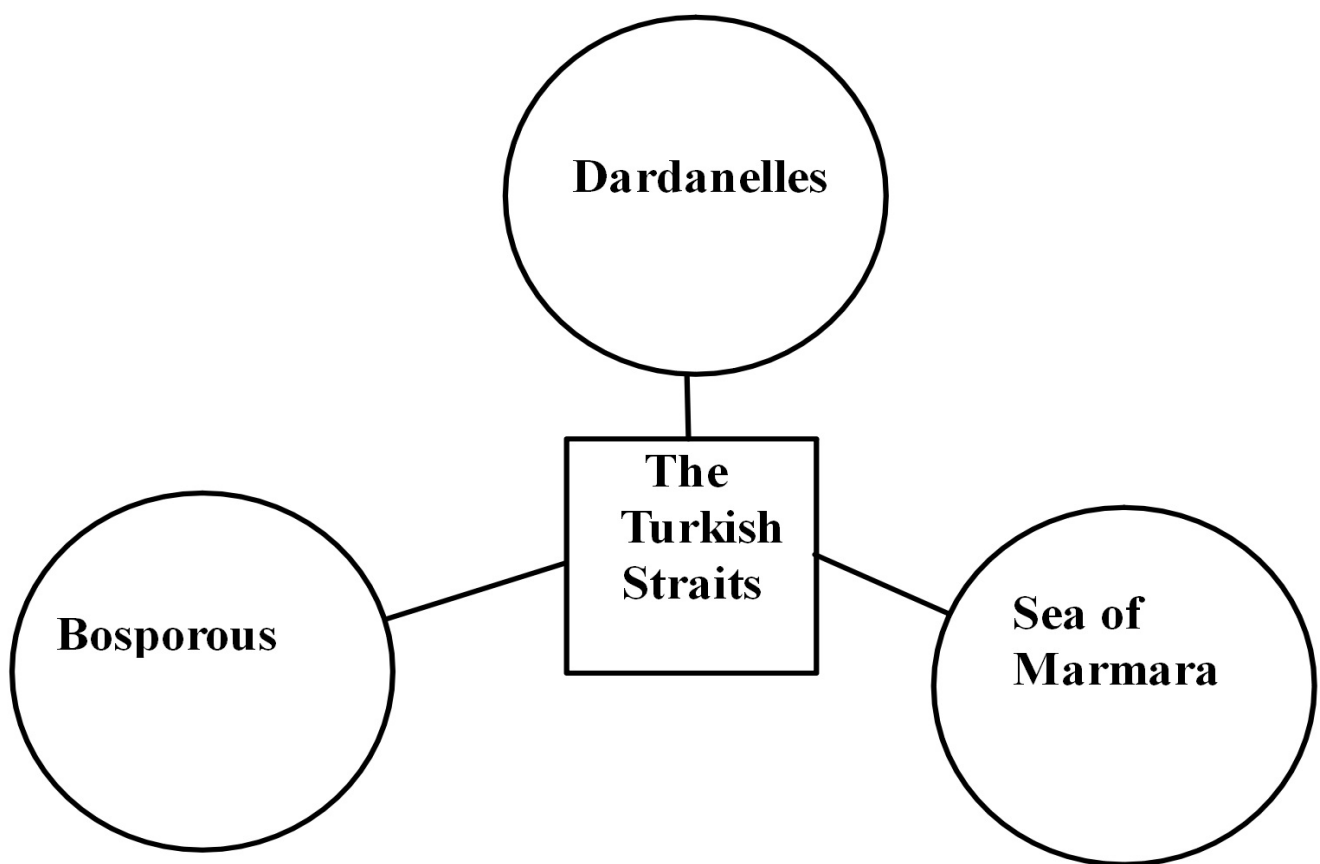 Dardanelles
The
Turkish
Straits
Bosporous
Sea of
Marmara